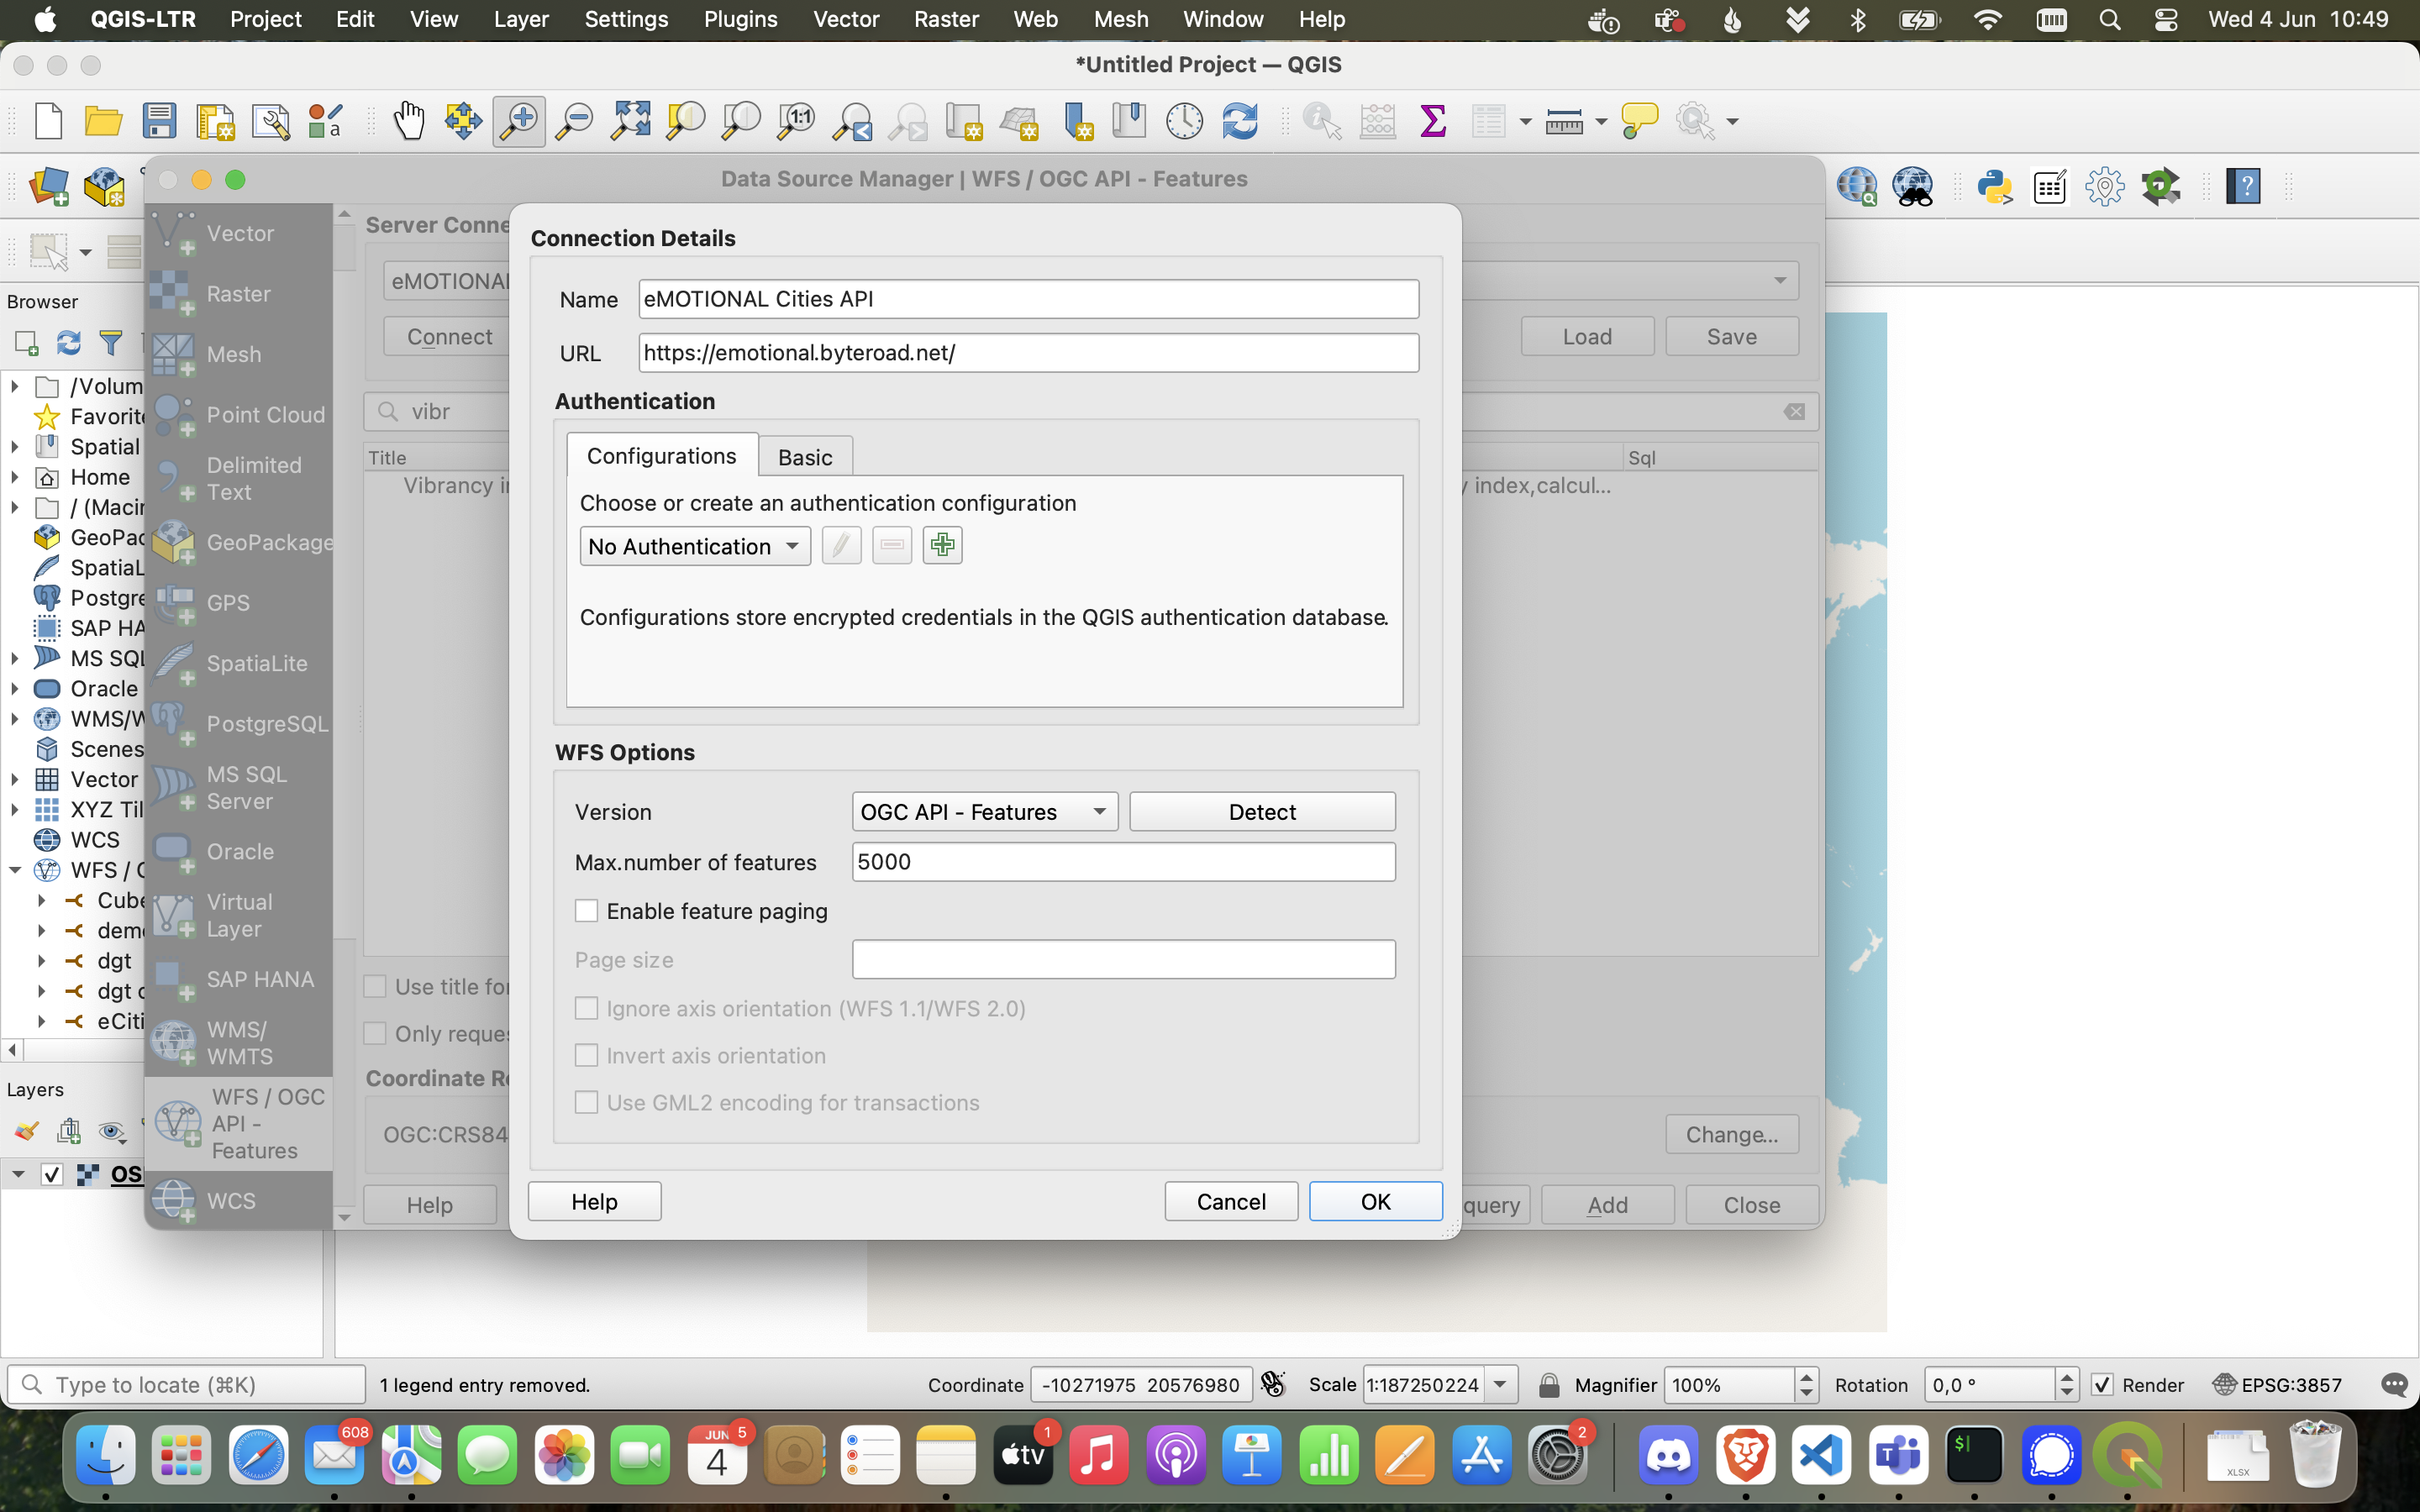 QGIS-LTR Project Edit View Layer Settings Plugins Vector Raster Web Mesh Window Help Wed 4 Jun 10:49
*Untitled Project — QGIS
Data Source Manager | WFS / OGC API - Features
Browser
/Volum
Favorite
Spatial
Home
/ (Macin
GeoPac
SpatiaL
Postgre
SAP HA
MS SQL
Oracle
WMS/W
Scenes
Vector
XYZ Til
WCS
WFS / O
Cube
demo
dgt
dgt c
eCiti
Layers
OS
Vector
Raster
Mesh
Point Cloud
Delimited
Text
GeoPackage
GPS
SpatiaLite
PostgreSQL
MS SQL
Server
Oracle
Virtual
Layer
SAP HANA
WMS/
WMTS
WFS / OGC
API -
Features
WCS
Server Conne
eMOTIONAL
Connect
Load Save
vibr
Title Sql
Vibrancy in y index,calcul...
Use title for
Only reques
Coordinate Re
OGC:CRS84
Change...
Help query Add Close
Connection Details
Name eMOTIONAL Cities API
URL https://emotional.byteroad.net/
Authentication
Configurations Basic
Choose or create an authentication configuration
No Authentication
Configurations store encrypted credentials in the QGIS authentication database.
WFS Options
Version OGC API - Features Detect
Max.number of features 5000
Enable feature paging
Page size
Ignore axis orientation (WFS 1.1/WFS 2.0)
Invert axis orientation
Use GML2 encoding for transactions
Help Cancel OK
Type to locate (⌘K) 1 legend entry removed. Coordinate -10271975 20576980 Scale 1:187250224 Magnifier 100% Rotation 0,0 ° Render EPSG:3857
608
JUN 5
4
1
tv
2
$
XLSX